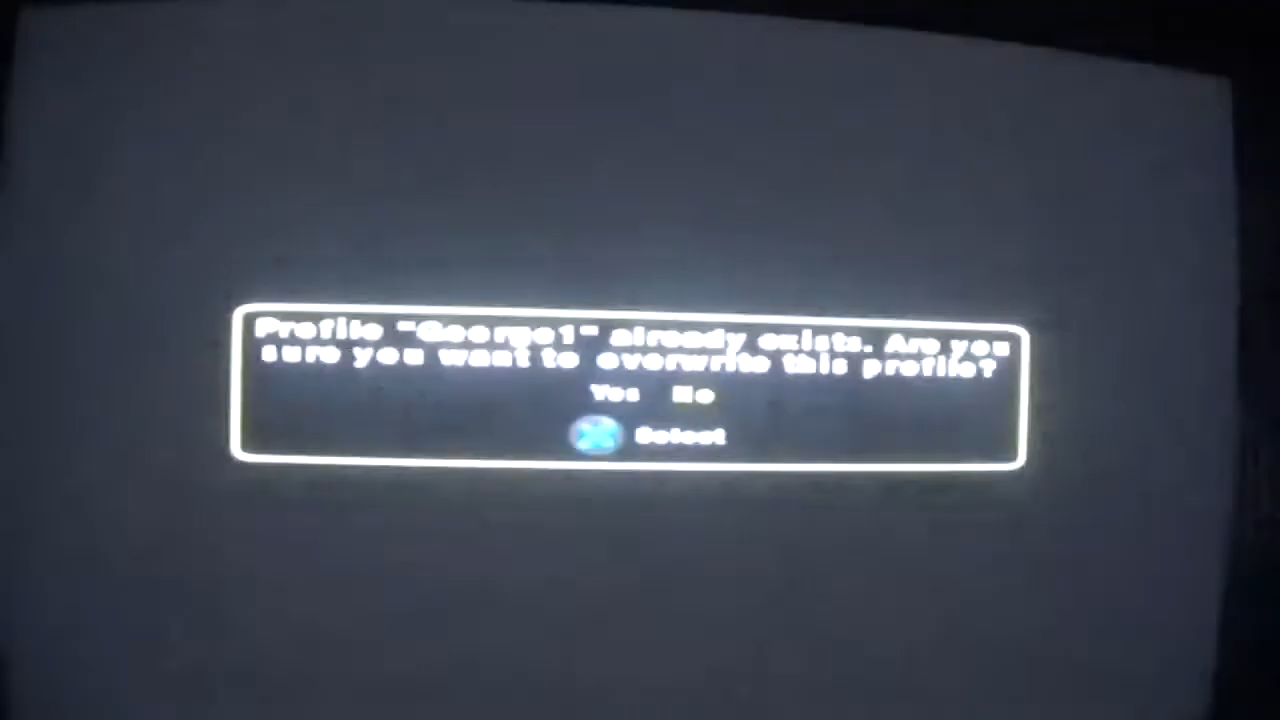 Profile "George1" already exists. Are you
sure you want to overwrite this profile?
Yes No
Select